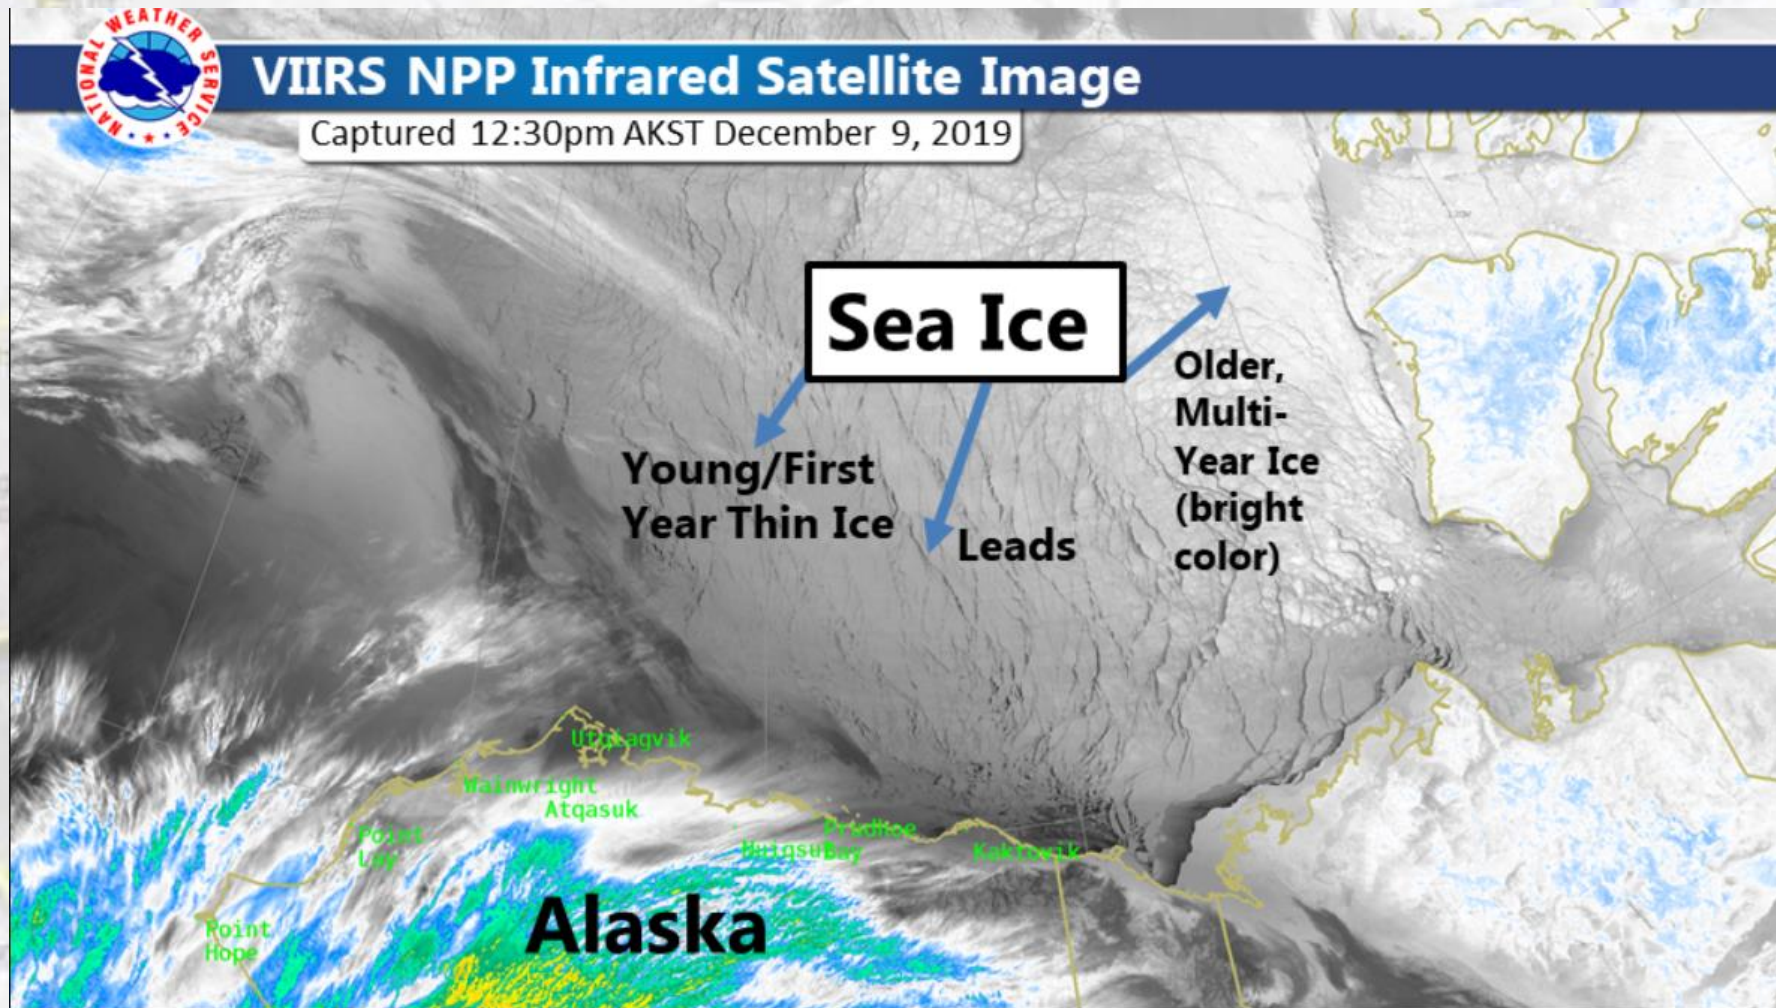 NATIONAL WEATHER SERVICE
VIIRS NPP Infrared Satellite Image
Captured 12:30pm AKST December 9, 2019
Sea Ice
Older,
Multi-
Year Ice
(bright
color)
Young/First
Year Thin Ice
Leads
Utqiagvik
Wainwright
Atqasuk
Point
Lay
Prudhoe
Bay
Nuiqsut
Kaktovik
Alaska
Point
Hope